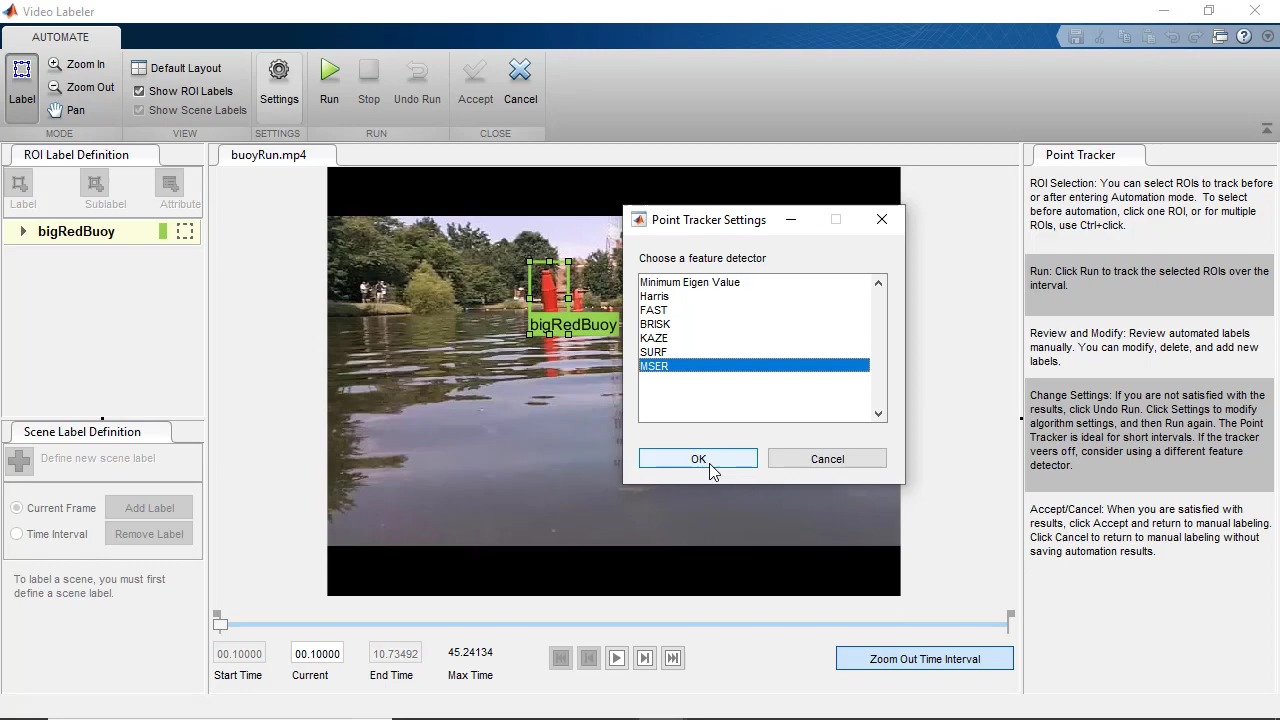 Video Labeler
AUTOMATE
Label
Zoom In
Zoom Out
Pan
MODE
Default Layout
Show ROI Labels
Show Scene Labels
VIEW
Settings
SETTINGS
Run
Stop
Undo Run
RUN
Accept
Cancel
CLOSE
ROI Label Definition
Label
Sublabel
Attribute
bigRedBuoy
Scene Label Definition
Define new scene label
Current Frame
Add Label
Time Interval
Remove Label
To label a scene, you must first
define a scene label.
buoyRun.mp4
bigRedBuoy
Point Tracker Settings
Choose a feature detector
Minimum Eigen Value
Harris
FAST
BRISK
KAZE
SURF
MSER
OK
Cancel
00.10000
00.10000
10.73492
45.24134
Start Time
Current
End Time
Max Time
Zoom Out Time Interval
Point Tracker
ROI Selection: You can select ROIs to track before
or after entering Automation mode. To select
before automation, click one ROI, or for multiple
ROIs, use Ctrl+click.
Run: Click Run to track the selected ROIs over the
interval.
Review and Modify: Review automated labels
manually. You can modify, delete, and add new
labels.
Change Settings: If you are not satisfied with the
results, click Undo Run. Click Settings to modify
algorithm settings, and then Run again. The Point
Tracker is ideal for short intervals. If the tracker
veers off, consider using a different feature
detector.
Accept/Cancel: When you are satisfied with
results, click Accept and return to manual labeling.
Click Cancel to return to manual labeling without
saving automation results.